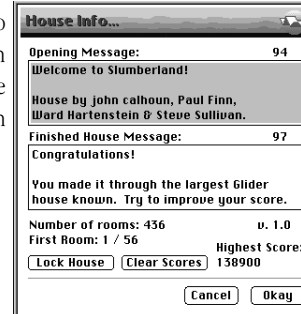 House Info...
Opening Message: 94
Welcome to Slumberland!
House by john calhoun, Paul Finn,
Ward Hartenstein & Steve Sullivan.
Finished House Message: 97
Congratulations!
You made it through the largest Glider
house known. Try to improve your score.
Number of rooms: 436 v. 1.0
First Room: 1 / 56
Highest Score:
Lock House Clear Scores 138900
Cancel Okay